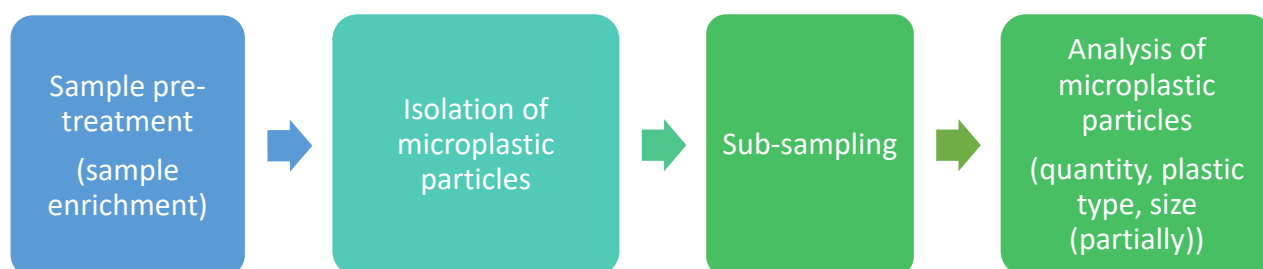 Sample pre-
treatment
(sample
enrichment)
Isolation of
microplastic
particles
Sub-sampling
Analysis of
microplastic
particles
(quantity, plastic
type, size
(partially))